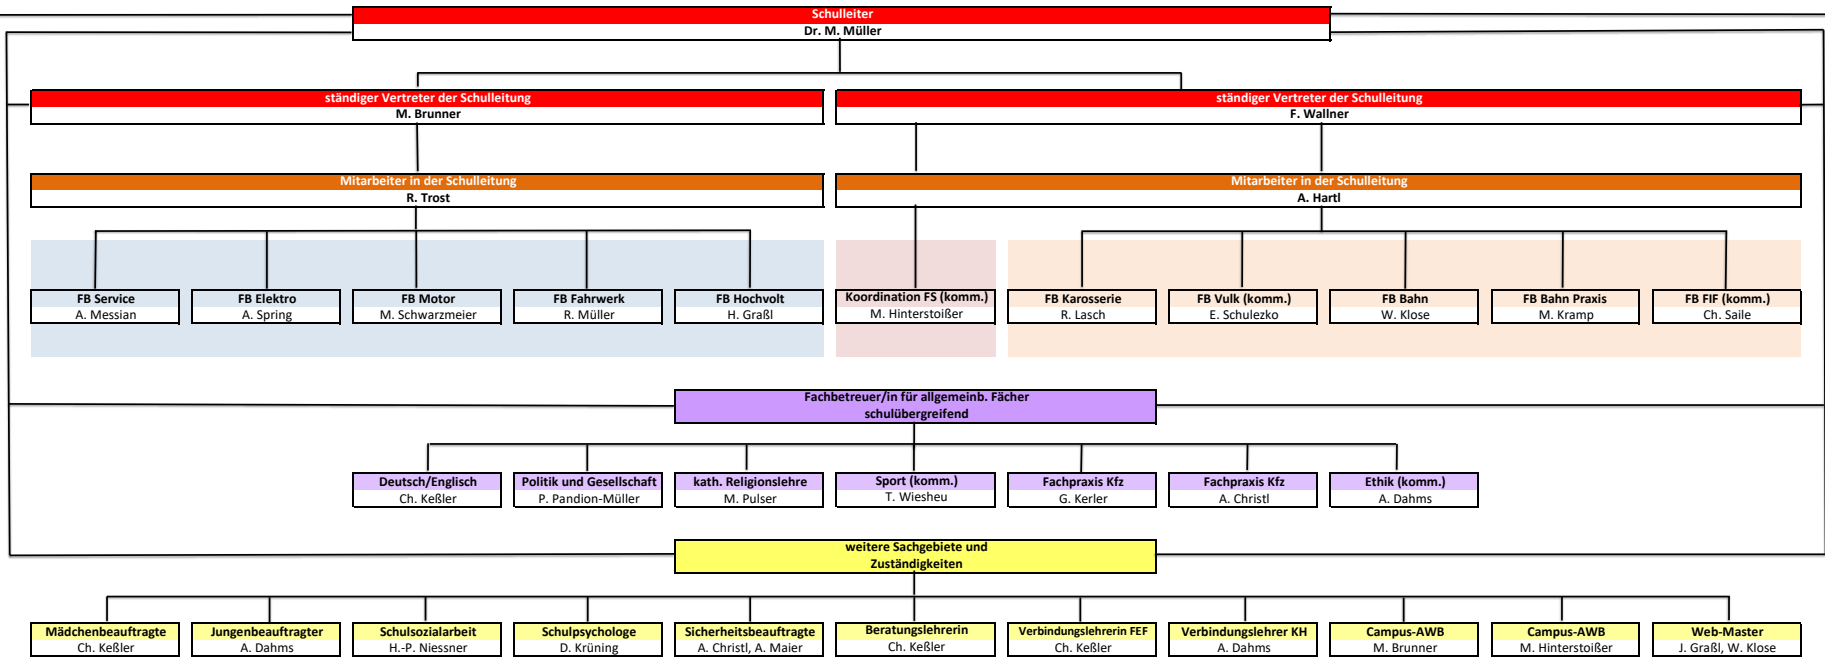 Schulleiter
Dr. M. Müller
ständiger Vertreter der Schulleitung
M. Brunner
ständiger Vertreter der Schulleitung
F. Wallner
Mitarbeiter in der Schulleitung
R. Trost
Mitarbeiter in der Schulleitung
A. Hartl
FB Service
A. Messian
FB Elektro
A. Spring
FB Motor
M. Schwarzmeier
FB Fahrwerk
R. Müller
FB Hochvolt
H. Graßl
Koordination FS (komm.)
M. Hinterstoißer
FB Karosserie
R. Lasch
FB Vulk (komm.)
E. Schulezko
FB Bahn
W. Klose
FB Bahn Praxis
M. Kramp
FB FIF (komm.)
Ch. Saile
Fachbetreuer/in für allgemeinb. Fächer
schulübergreifend
Deutsch/Englisch
Ch. Keßler
Politik und Gesellschaft
P. Pandion-Müller
kath. Religionslehre
M. Pulser
Sport (komm.)
T. Wiesheu
Fachpraxis Kfz
G. Kerler
Fachpraxis Kfz
A. Christl
Ethik (komm.)
A. Dahms
weitere Sachgebiete und
Zuständigkeiten
Mädchenbeauftragte
Ch. Keßler
Jungenbeauftragter
A. Dahms
Schulsozialarbeit
H.-P. Niessner
Schulpsychologe
D. Krüning
Sicherheitsbeauftragte
A. Christl, A. Maier
Beratungslehrerin
Ch. Keßler
Verbindungslehrerin FEF
Ch. Keßler
Verbindungslehrer KH
A. Dahms
Campus-AWB
M. Brunner
Campus-AWB
M. Hinterstoißer
Web-Master
J. Graßl, W. Klose